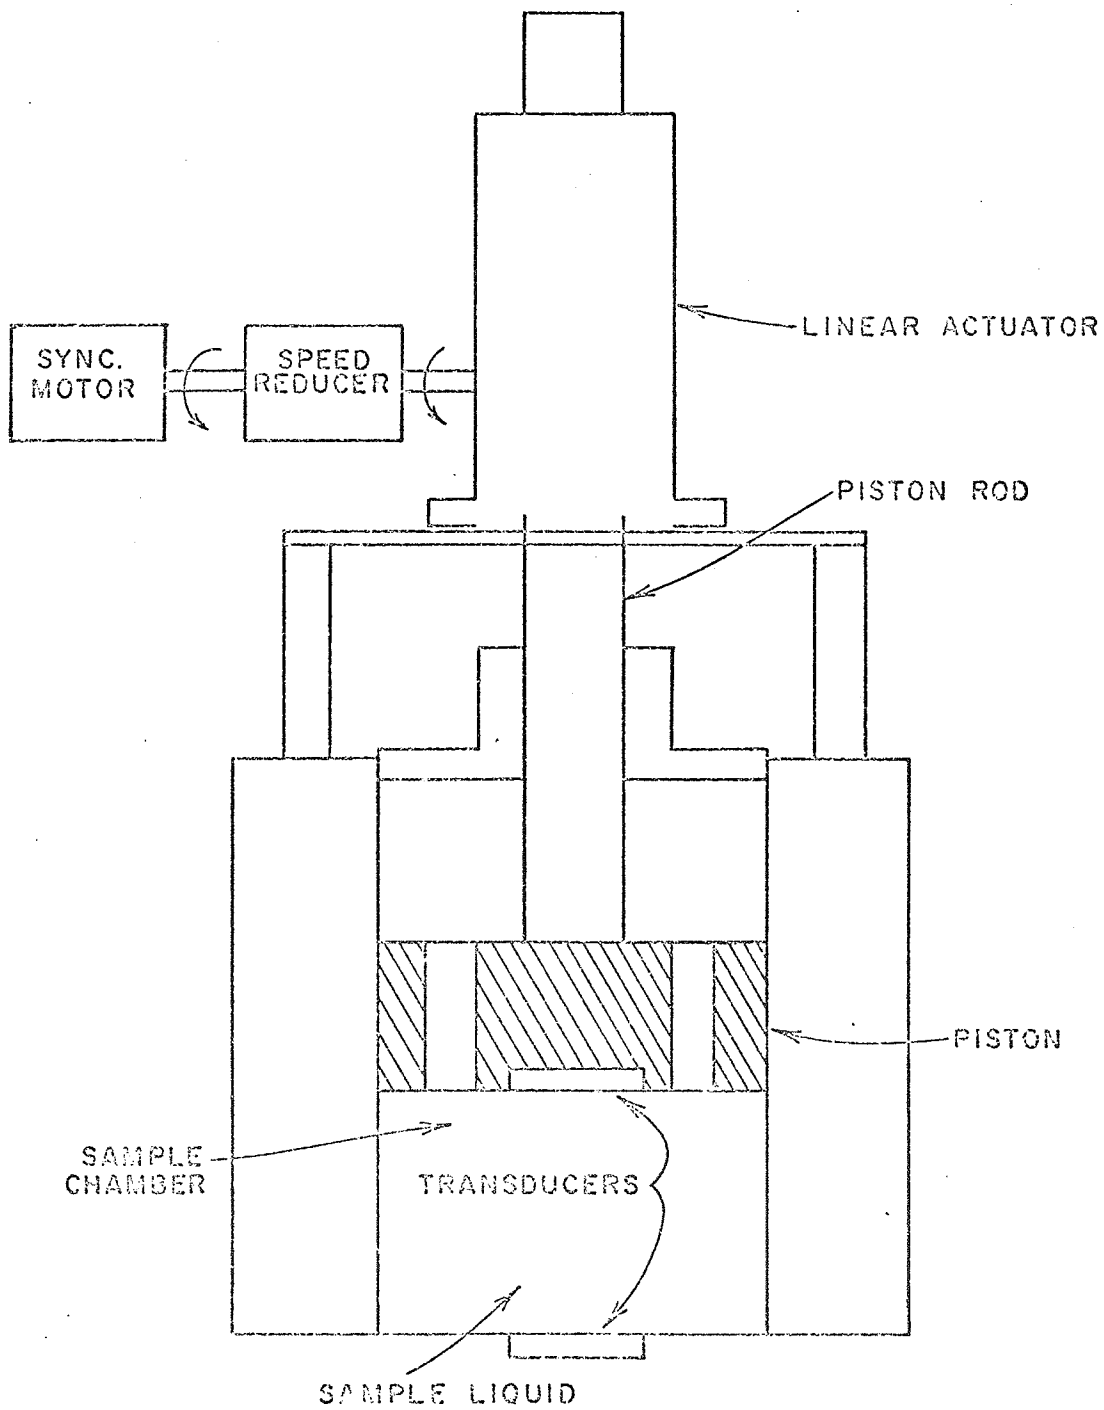 LINEAR ACTUATOR
SYNC.
MOTOR
SPEED
REDUCER
PISTON ROD
PISTON
SAMPLE
CHAMBER
TRANSDUCERS
SAMPLE LIQUID